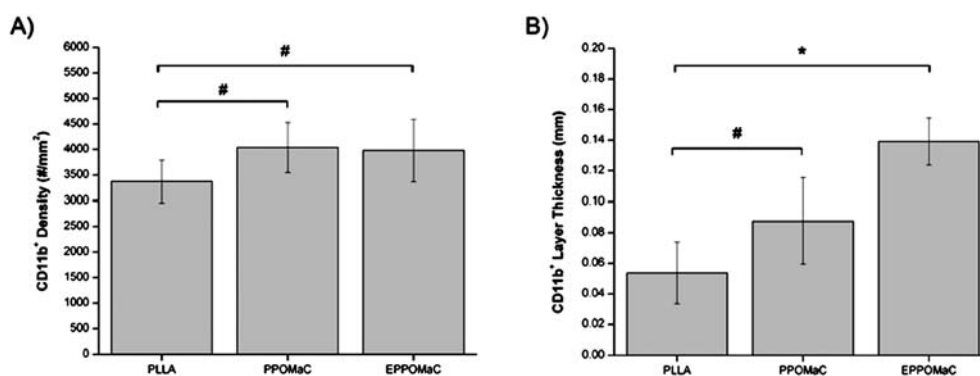 A)
CD11b⁺ Density (#/mm²)
6000
5500
5000
4500
4000
3500
3000
2500
2000
1500
1000
500
0
#
#
PLLA
PPOMaC
EPPOMaC
B)
CD11b⁺ Layer Thickness (mm)
0.20
0.18
0.16
0.14
0.12
0.10
0.08
0.06
0.04
0.02
0.00
*
#
PLLA
PPOMaC
EPPOMaC